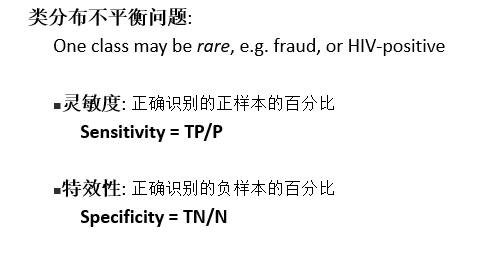 类分布不平衡问题:
One class may be rare, e.g. fraud, or HIV-positive
▪灵敏度: 正确识别的正样本的百分比
Sensitivity = TP/P
▪特效性: 正确识别的负样本的百分比
Specificity = TN/N